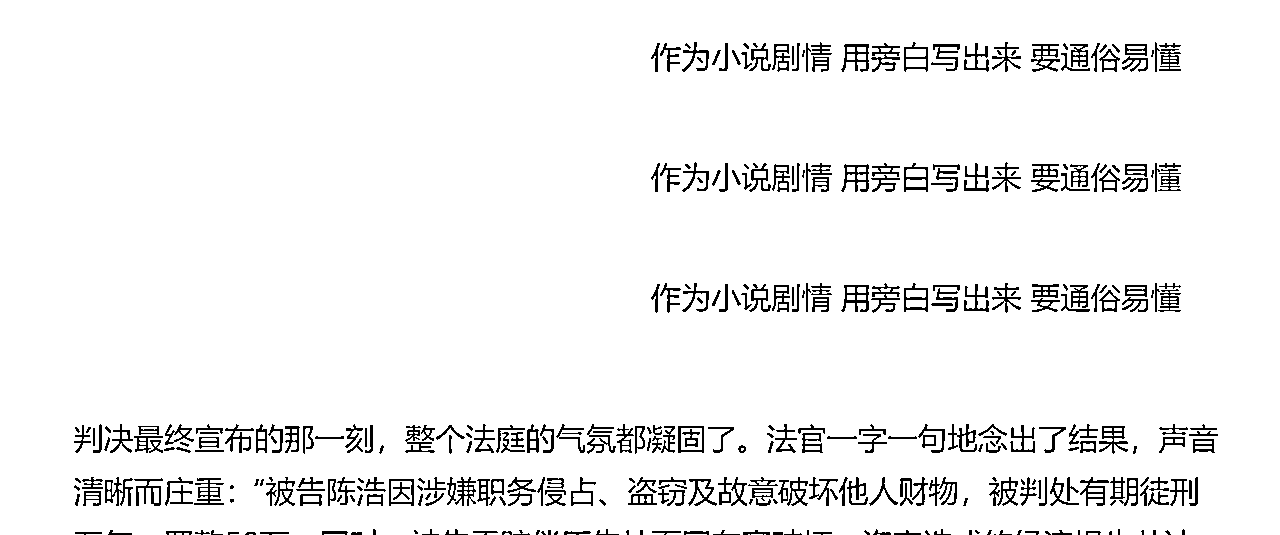 作为小说剧情 用旁白写出来 要通俗易懂
作为小说剧情 用旁白写出来 要通俗易懂
作为小说剧情 用旁白写出来 要通俗易懂
判决最终宣布的那一刻，整个法庭的气氛都凝固了。法官一字一句地念出了结果，声音
清晰而庄重：“被告陈浩因涉嫌职务侵占、盗窃及故意破坏他人财物，被判处有期徒刑